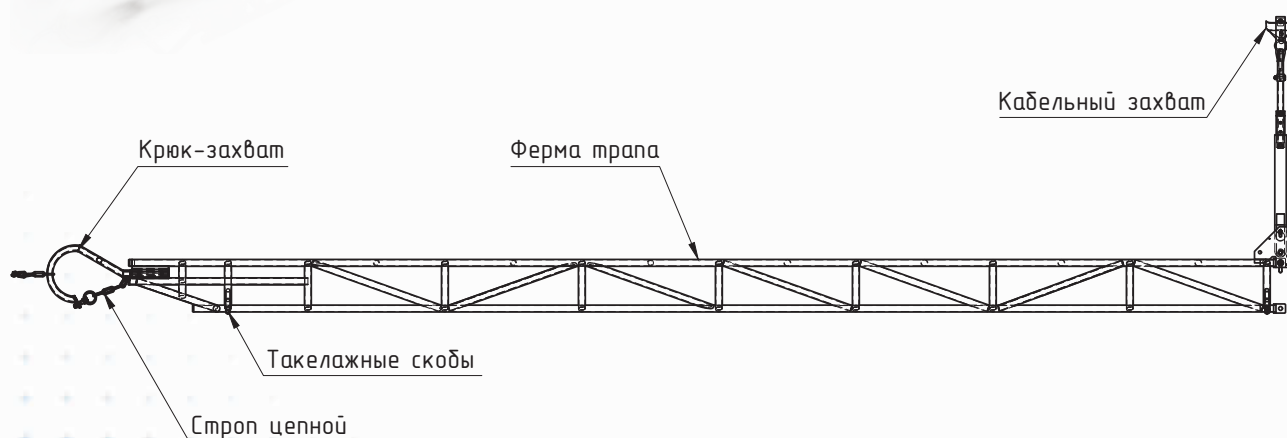 Кабельный захват
Крюк-захват
Ферма трапа
Такелажные скобы
Строп цепной